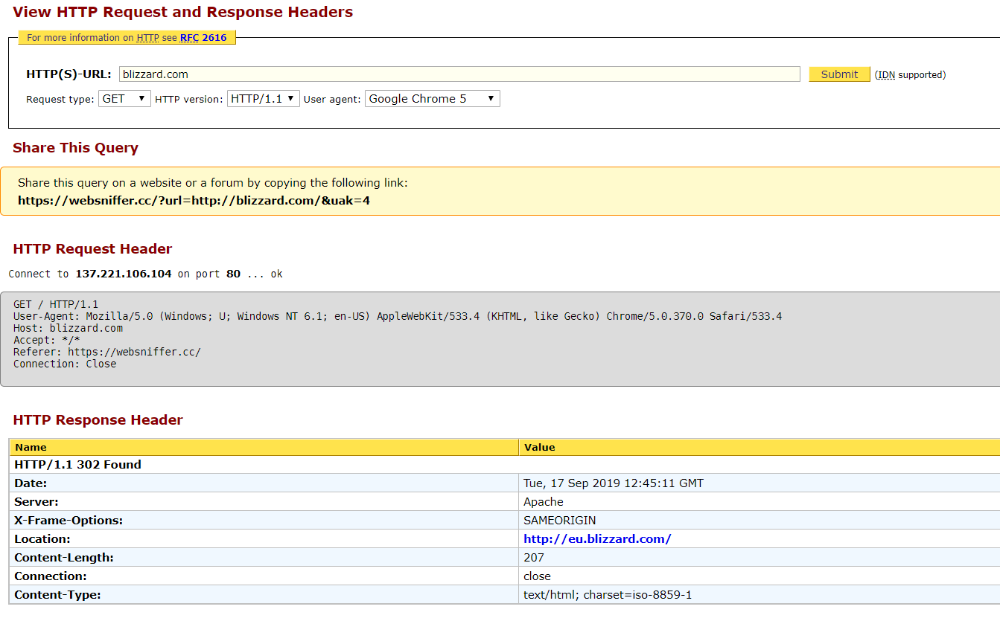 View HTTP Request and Response Headers
For more information on HTTP see RFC 2616
HTTP(S)-URL: blizzard.com Submit (IDN supported)
Request type: GET ▼ HTTP version: HTTP/1.1 ▼ User agent: Google Chrome 5 ▼
Share This Query
Share this query on a website or a forum by copying the following link:
https://websniffer.cc/?url=http://blizzard.com/&uak=4
HTTP Request Header
Connect to 137.221.106.104 on port 80 ... ok
GET / HTTP/1.1
User-Agent: Mozilla/5.0 (Windows; U; Windows NT 6.1; en-US) AppleWebKit/533.4 (KHTML, like Gecko) Chrome/5.0.370.0 Safari/533.4
Host: blizzard.com
Accept: */*
Referer: https://websniffer.cc/
Connection: Close
HTTP Response Header
Name Value
HTTP/1.1 302 Found
Date: Tue, 17 Sep 2019 12:45:11 GMT
Server: Apache
X-Frame-Options: SAMEORIGIN
Location: http://eu.blizzard.com/
Content-Length: 207
Connection: close
Content-Type: text/html; charset=iso-8859-1